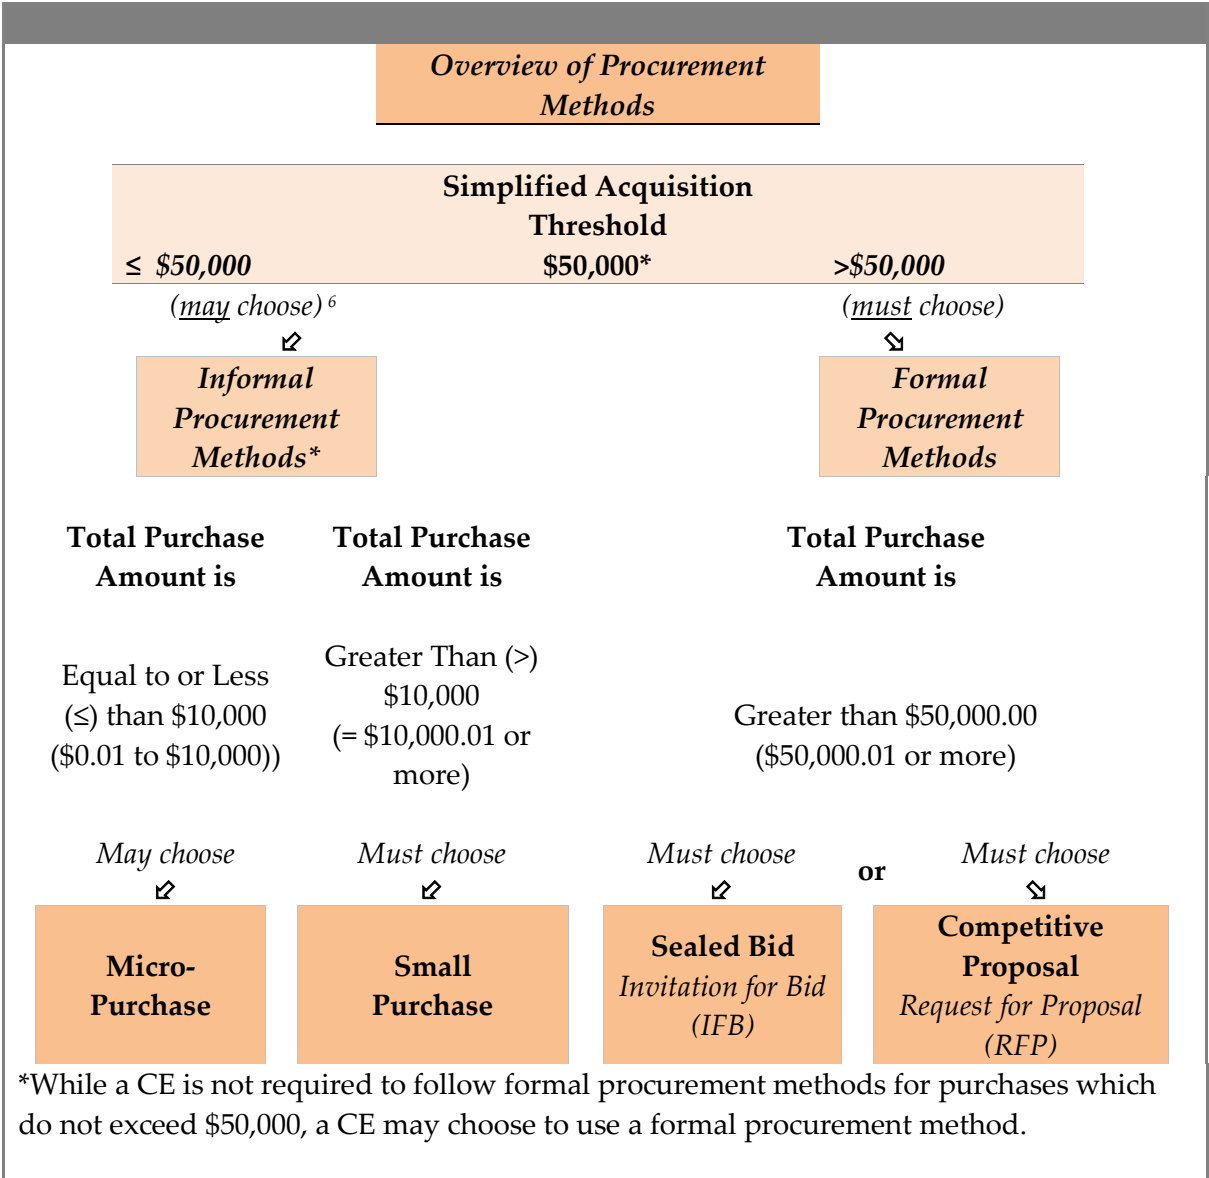 Overview of Procurement
Methods
Simplified Acquisition
Threshold
≤ $50,000 $50,000* >$50,000
(may choose) 6 (must choose)
Informal
Procurement
Methods*
Formal
Procurement
Methods
Total Purchase
Amount is
Total Purchase
Amount is
Total Purchase
Amount is
Equal to or Less
(≤) than $10,000
($0.01 to $10,000))
Greater Than (>)
$10,000
(= $10,000.01 or
more)
Greater than $50,000.00
($50,000.01 or more)
May choose
Must choose
Must choose
or
Must choose
Micro-
Purchase
Small
Purchase
Sealed Bid
Invitation for Bid
(IFB)
Competitive
Proposal
Request for Proposal
(RFP)
*While a CE is not required to follow formal procurement methods for purchases which
do not exceed $50,000, a CE may choose to use a formal procurement method.